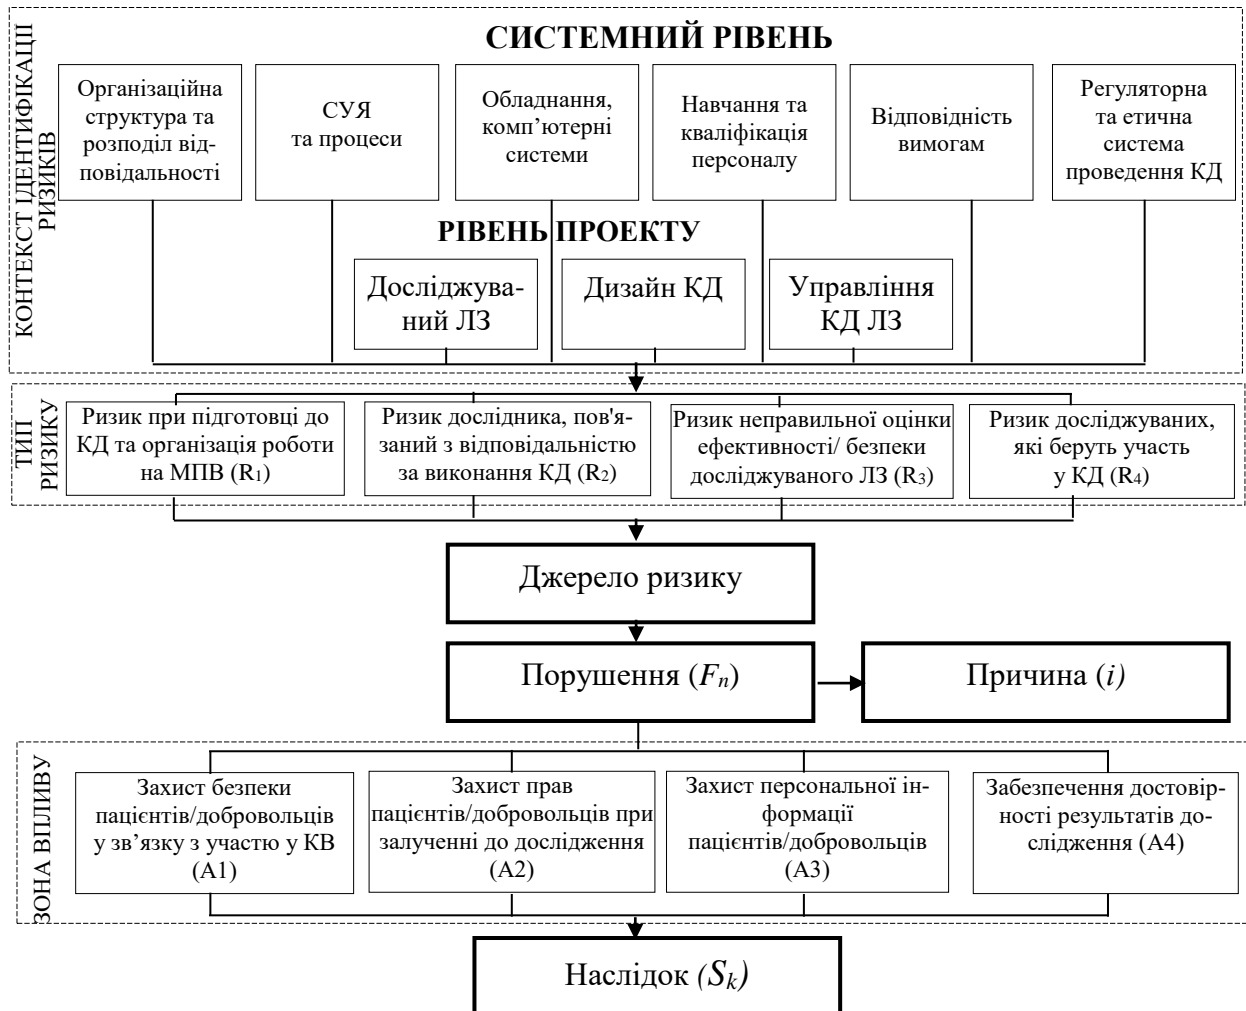 КОНТЕКСТ ІДЕНТИФІКАЦІІ
РИЗИКІВ
СИСТЕМНИЙ РІВЕНЬ
Організаційна
структура та
розподіл від-
повідальності
СУЯ
та процеси
Обладнання,
комп’ютерні
системи
Навчання та
кваліфікація
персоналу
Відповідність
вимогам
Регуляторна
та етична
система
проведення КД
РІВЕНЬ ПРОЕКТУ
Досліджува-
ний ЛЗ
Дизайн КД
Управління
КД ЛЗ
ТИП
РИЗИКУ
Ризик при підготовці до
КД та організація роботи
на МПВ (R₁)
Ризик дослідника, пов'я-
заний з відповідальністю
за виконання КД (R₂)
Ризик неправильної оцінки
ефективності/ безпеки
досліджуваного ЛЗ (R₃)
Ризик досліджуваних,
які беруть участь
у КД (R₄)
Джерело ризику
Порушення (Fₙ)
Причина (i)
ЗОНА ВПЛИВУ
Захист безпеки
пацієнтів/добровольців
у зв’язку з участю у КВ
(А1)
Захист прав
пацієнтів/добровольців при
залученні до дослідження
(А2)
Захист персональної ін-
формації
пацієнтів/добровольців
(А3)
Забезпечення достовір-
ності результатів до-
слідження (А4)
Наслідок (Sₖ)